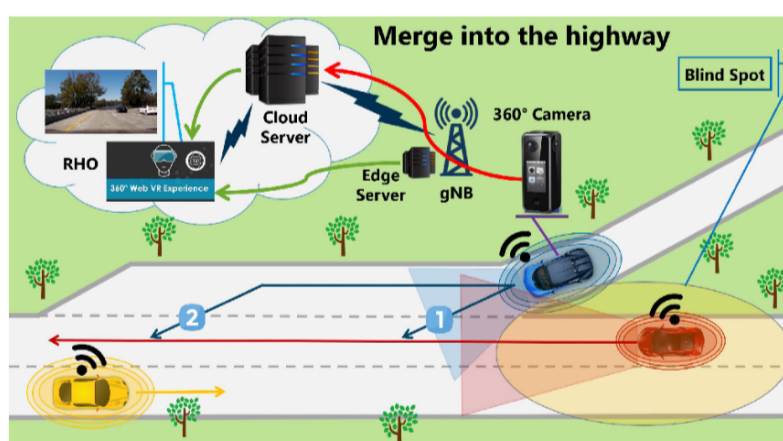 Merge into the highway
Blind Spot
360° Camera
Cloud
Server
RHO
360° Web VR Experience
Edge
Server
gNB
2
1